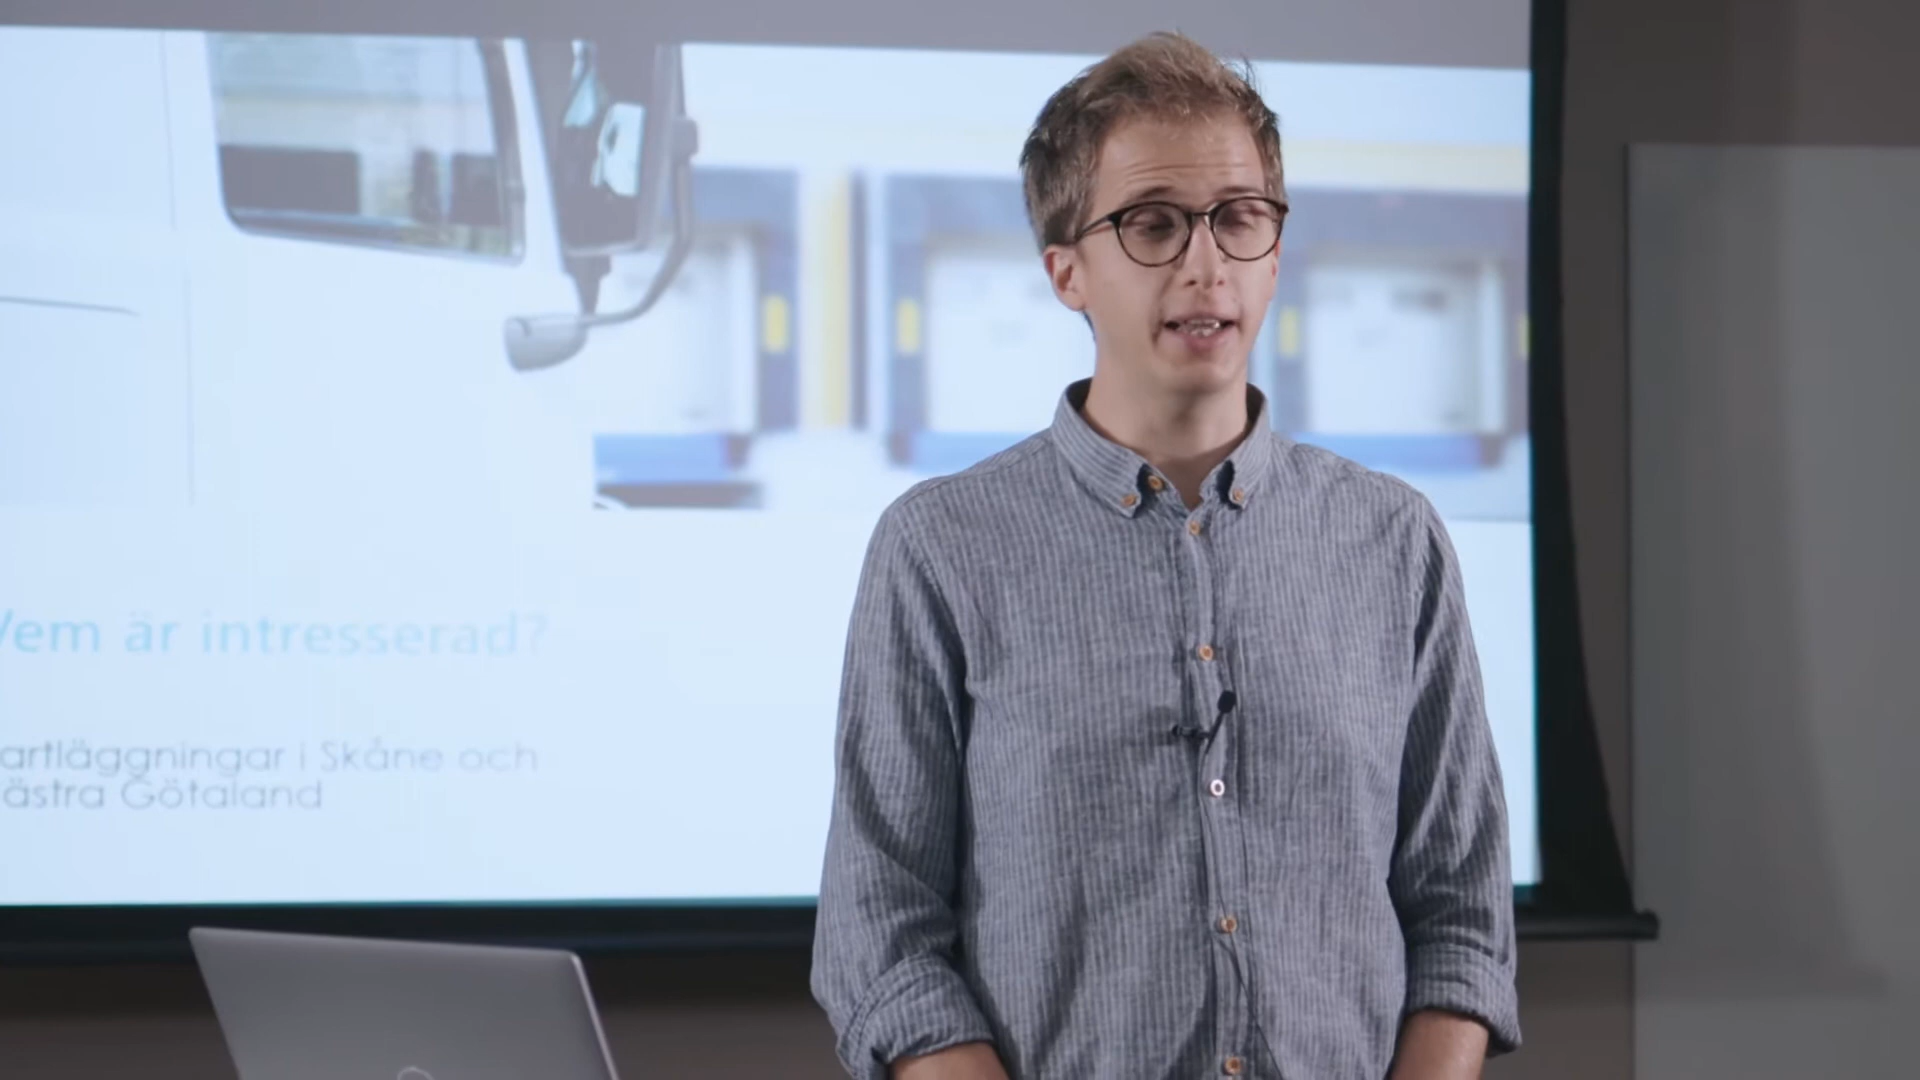 Vem är intresserad?
artläggningar i Skåne och
ästra Götaland